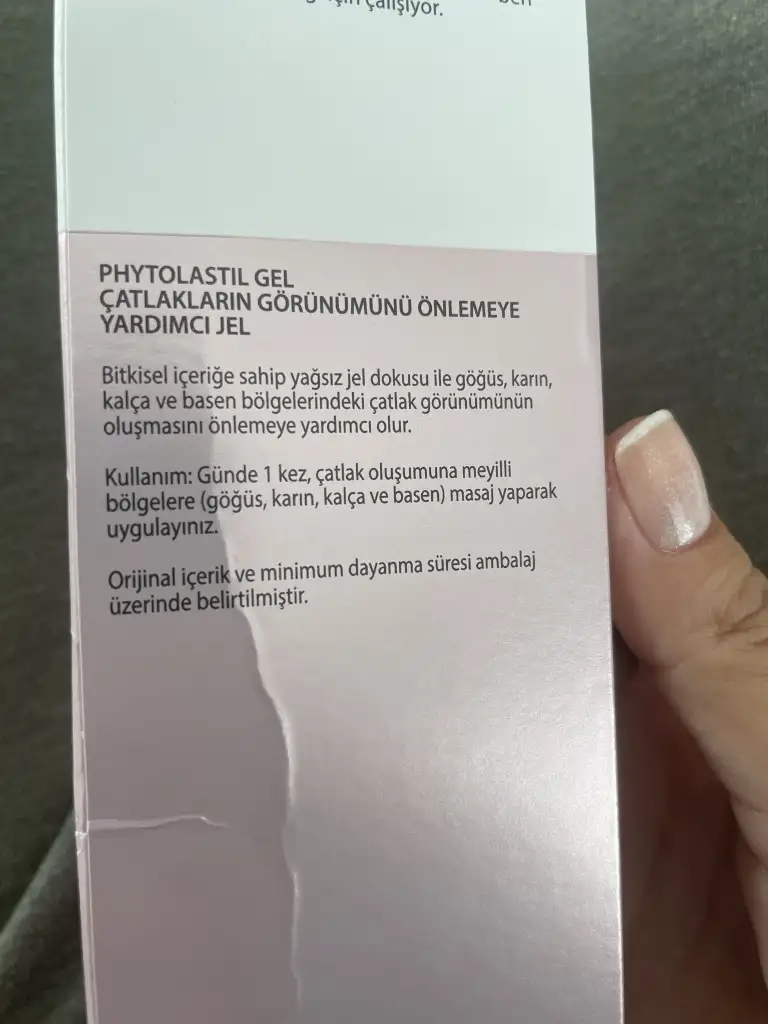 çalışıyor.
PHYTOLASTIL GEL
ÇATLAKLARIN GÖRÜNÜMÜNÜ ÖNLEMEYE
YARDIMCI JEL
Bitkisel içeriğe sahip yağsız jel dokusu ile göğüs, karın,
kalça ve basen bölgelerindeki çatlak görünümünün
oluşmasını önlemeye yardımcı olur.
Kullanım: Günde 1 kez, çatlak oluşumuna meyilli
bölgelere (göğüs, karın, kalça ve basen) masaj yaparak
uygulayınız.
Orijinal içerik ve minimum dayanma süresi ambalaj
üzerinde belirtilmiştir.